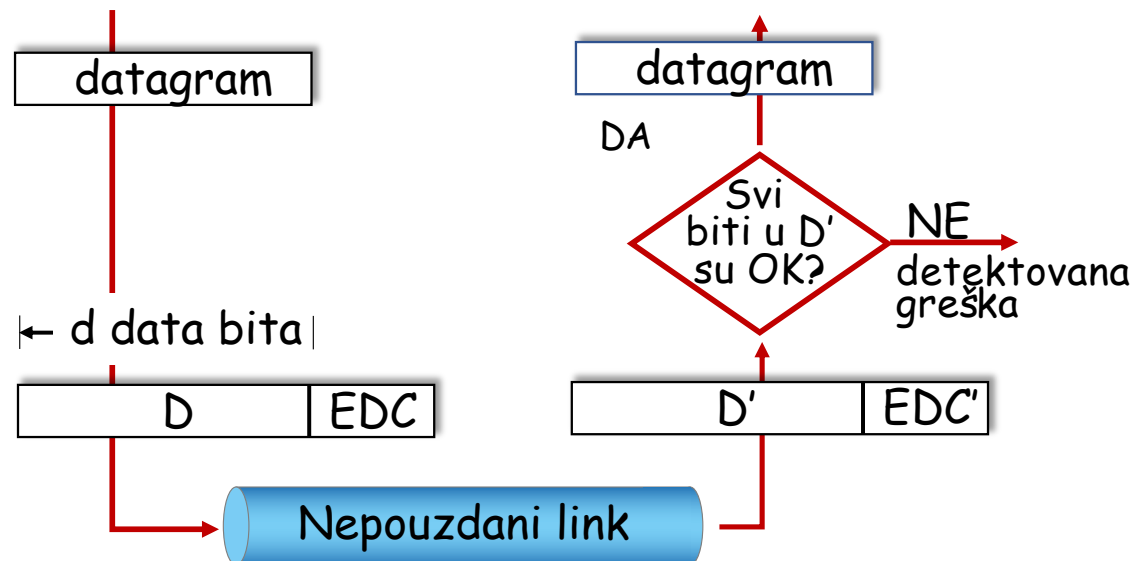 datagram
d data bita
D
EDC
Nepouzdani link
datagram
DA
Svi
biti u D'
su OK?
NE
detektovana
greška
D'
EDC'